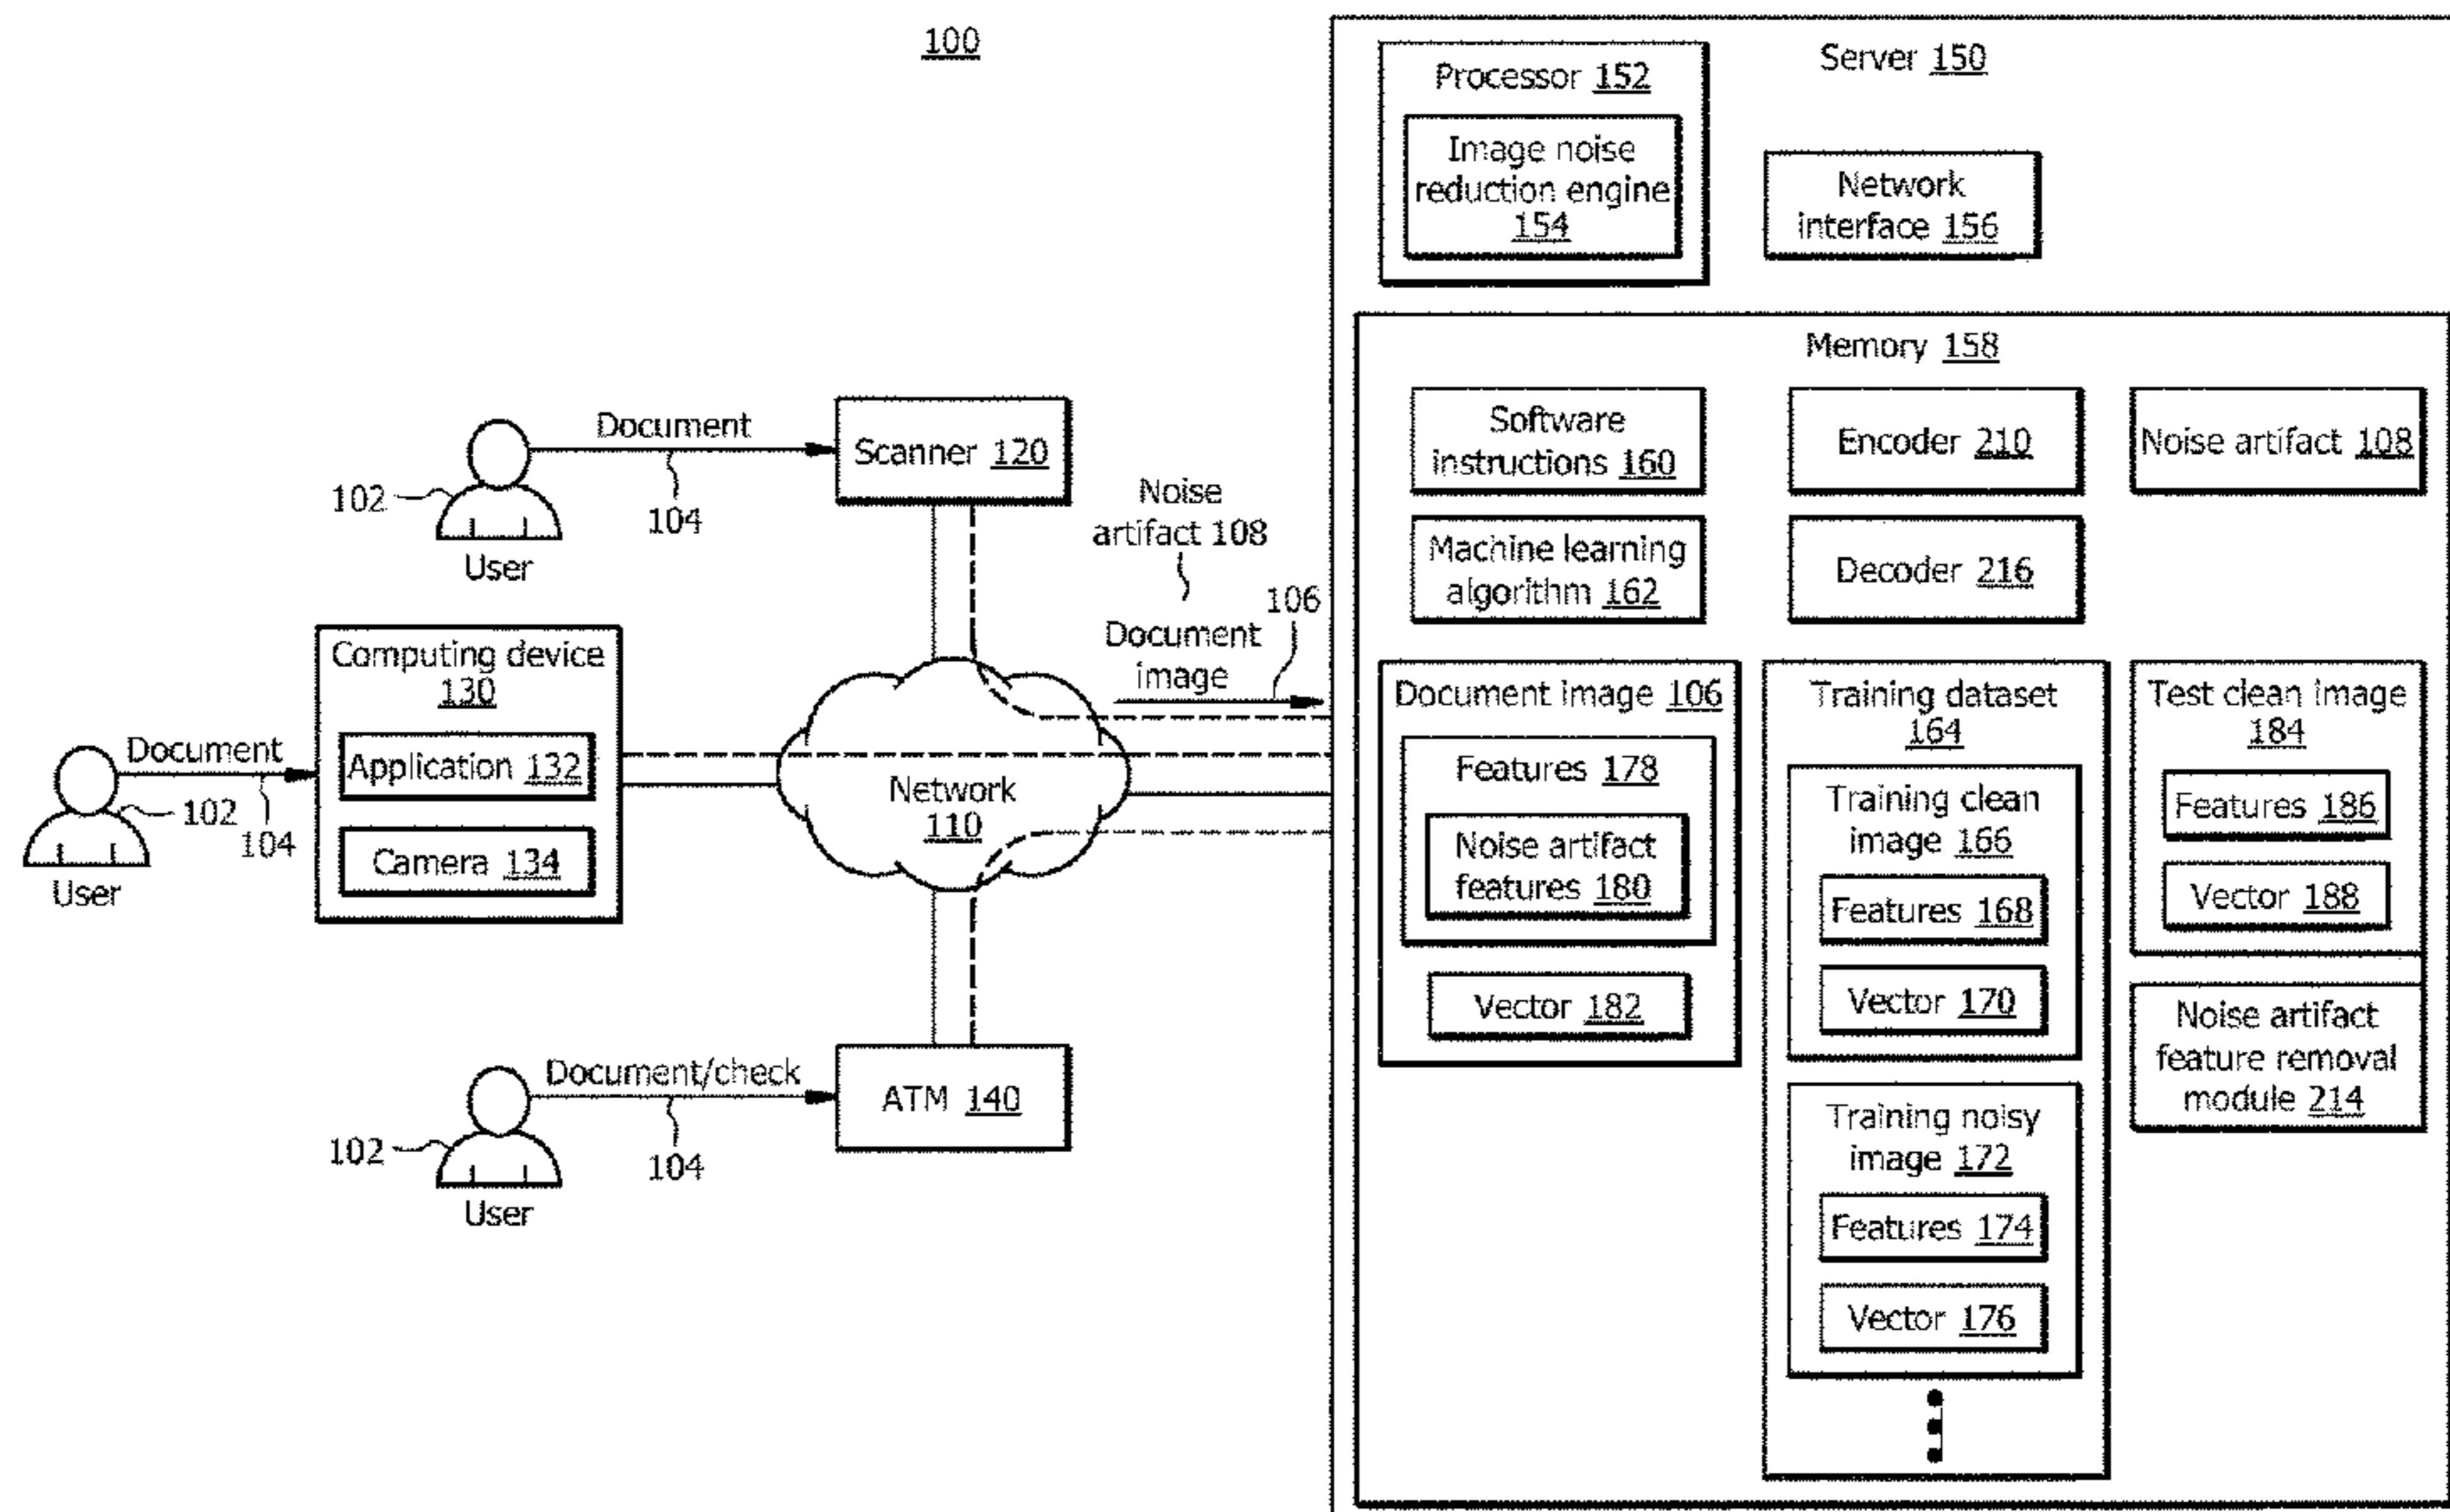 100
Document
104
102
User
Scanner 120
Noise
artifact 108
Document
image
106
Computing device
130
Application 132
Camera 134
Document
104
102
User
Network
110
Document/check
104
102
User
ATM 140
Server 150
Processor 152
Image noise
reduction engine
154
Network
interface 156
Memory 158
Software
instructions 160
Encoder 210
Noise artifact 108
Machine learning
algorithm 162
Decoder 216
Document image 106
Features 178
Noise artifact
features 180
Vector 182
Training dataset
164
Training clean
image 166
Features 168
Vector 170
Training noisy
image 172
Features 174
Vector 176
Test clean image
184
Features 186
Vector 188
Noise artifact
feature removal
module 214